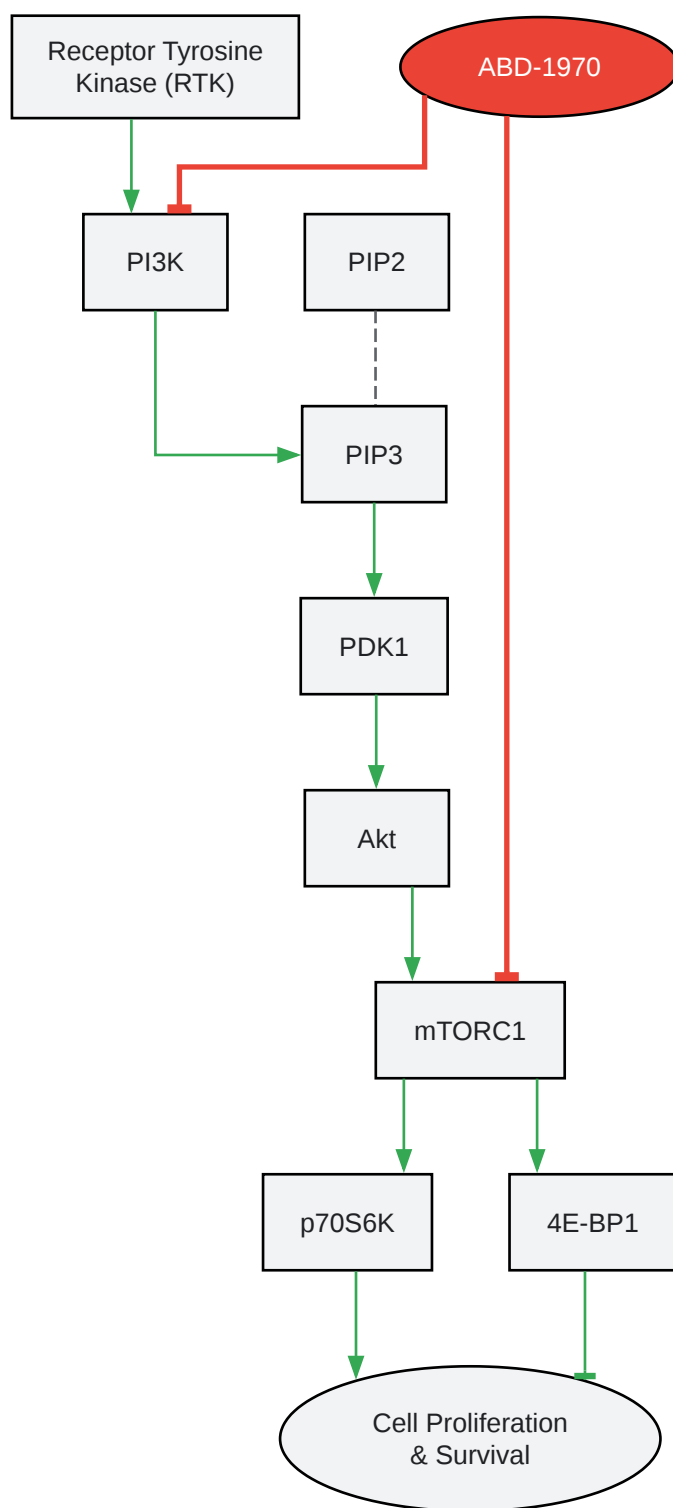 Receptor Tyrosine
Kinase (RTK)
ABD-1970
PI3K
PIP2
PIP3
PDK1
Akt
mTORC1
p70S6K
4E-BP1
Cell Proliferation
& Survival